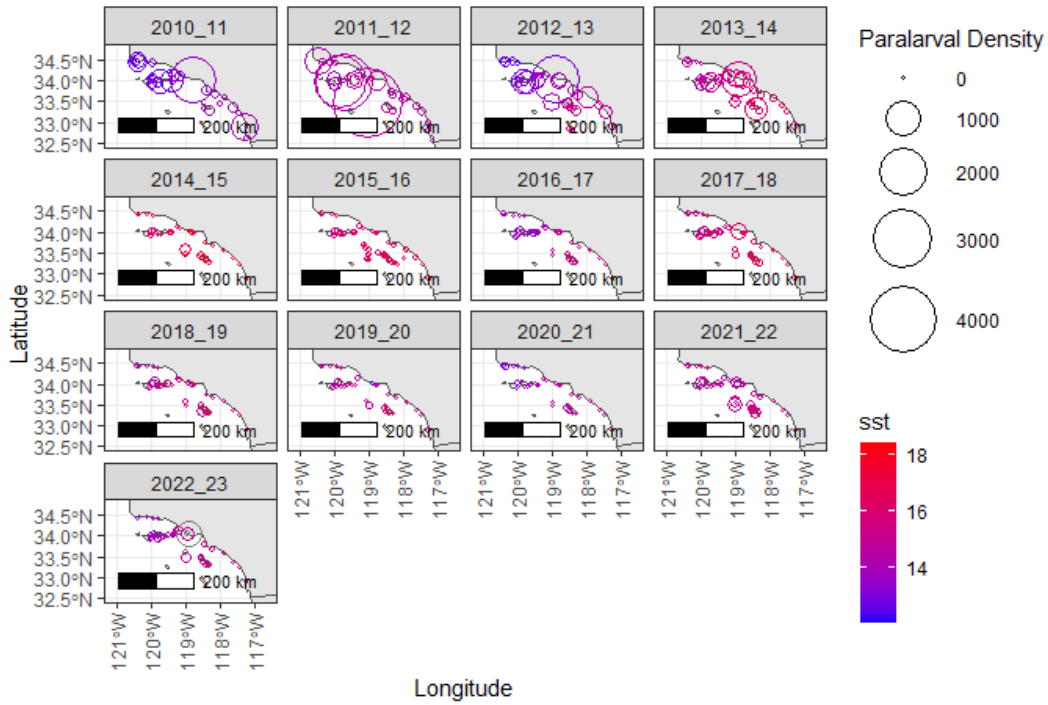 2010_11 2011_12 2012_13 2013_14
34.5°N
34.0°N
33.5°N
33.0°N
32.5°N
200 km 200 km 200 km 200 km
2014_15 2015_16 2016_17 2017_18
34.5°N
34.0°N
33.5°N
33.0°N
32.5°N
200 km 200 km 200 km 200 km
2018_19 2019_20 2020_21 2021_22
34.5°N
34.0°N
33.5°N
33.0°N
32.5°N
200 km 200 km 200 km 200 km
121°W 120°W 119°W 118°W 117°W 121°W 120°W 119°W 118°W 117°W 121°W 120°W 119°W 118°W 117°W
2022_23
34.5°N
34.0°N
33.5°N
33.0°N
32.5°N
200 km
121°W 120°W 119°W 118°W 117°W
Latitude
Longitude
Paralarval Density
0
1000
2000
3000
4000
sst
18
16
14